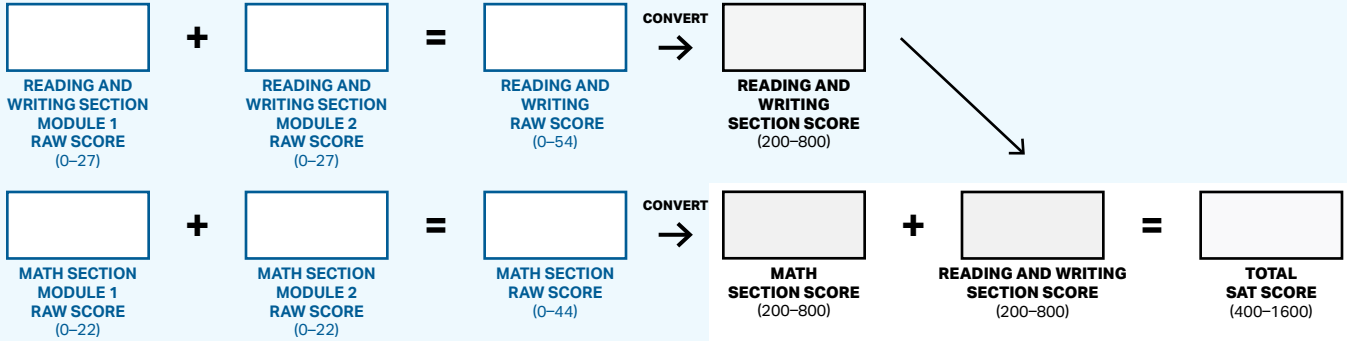 +
=
CONVERT
→
READING AND
WRITING SECTION
MODULE 1
RAW SCORE
(0–27)
READING AND
WRITING SECTION
MODULE 2
RAW SCORE
(0–27)
READING AND
WRITING
RAW SCORE
(0–54)
READING AND
WRITING
SECTION SCORE
(200–800)
+
=
CONVERT
→
+
=
MATH SECTION
MODULE 1
RAW SCORE
(0–22)
MATH SECTION
MODULE 2
RAW SCORE
(0–22)
MATH SECTION
RAW SCORE
(0–44)
MATH
SECTION SCORE
(200–800)
READING AND WRITING
SECTION SCORE
(200–800)
TOTAL
SAT SCORE
(400–1600)